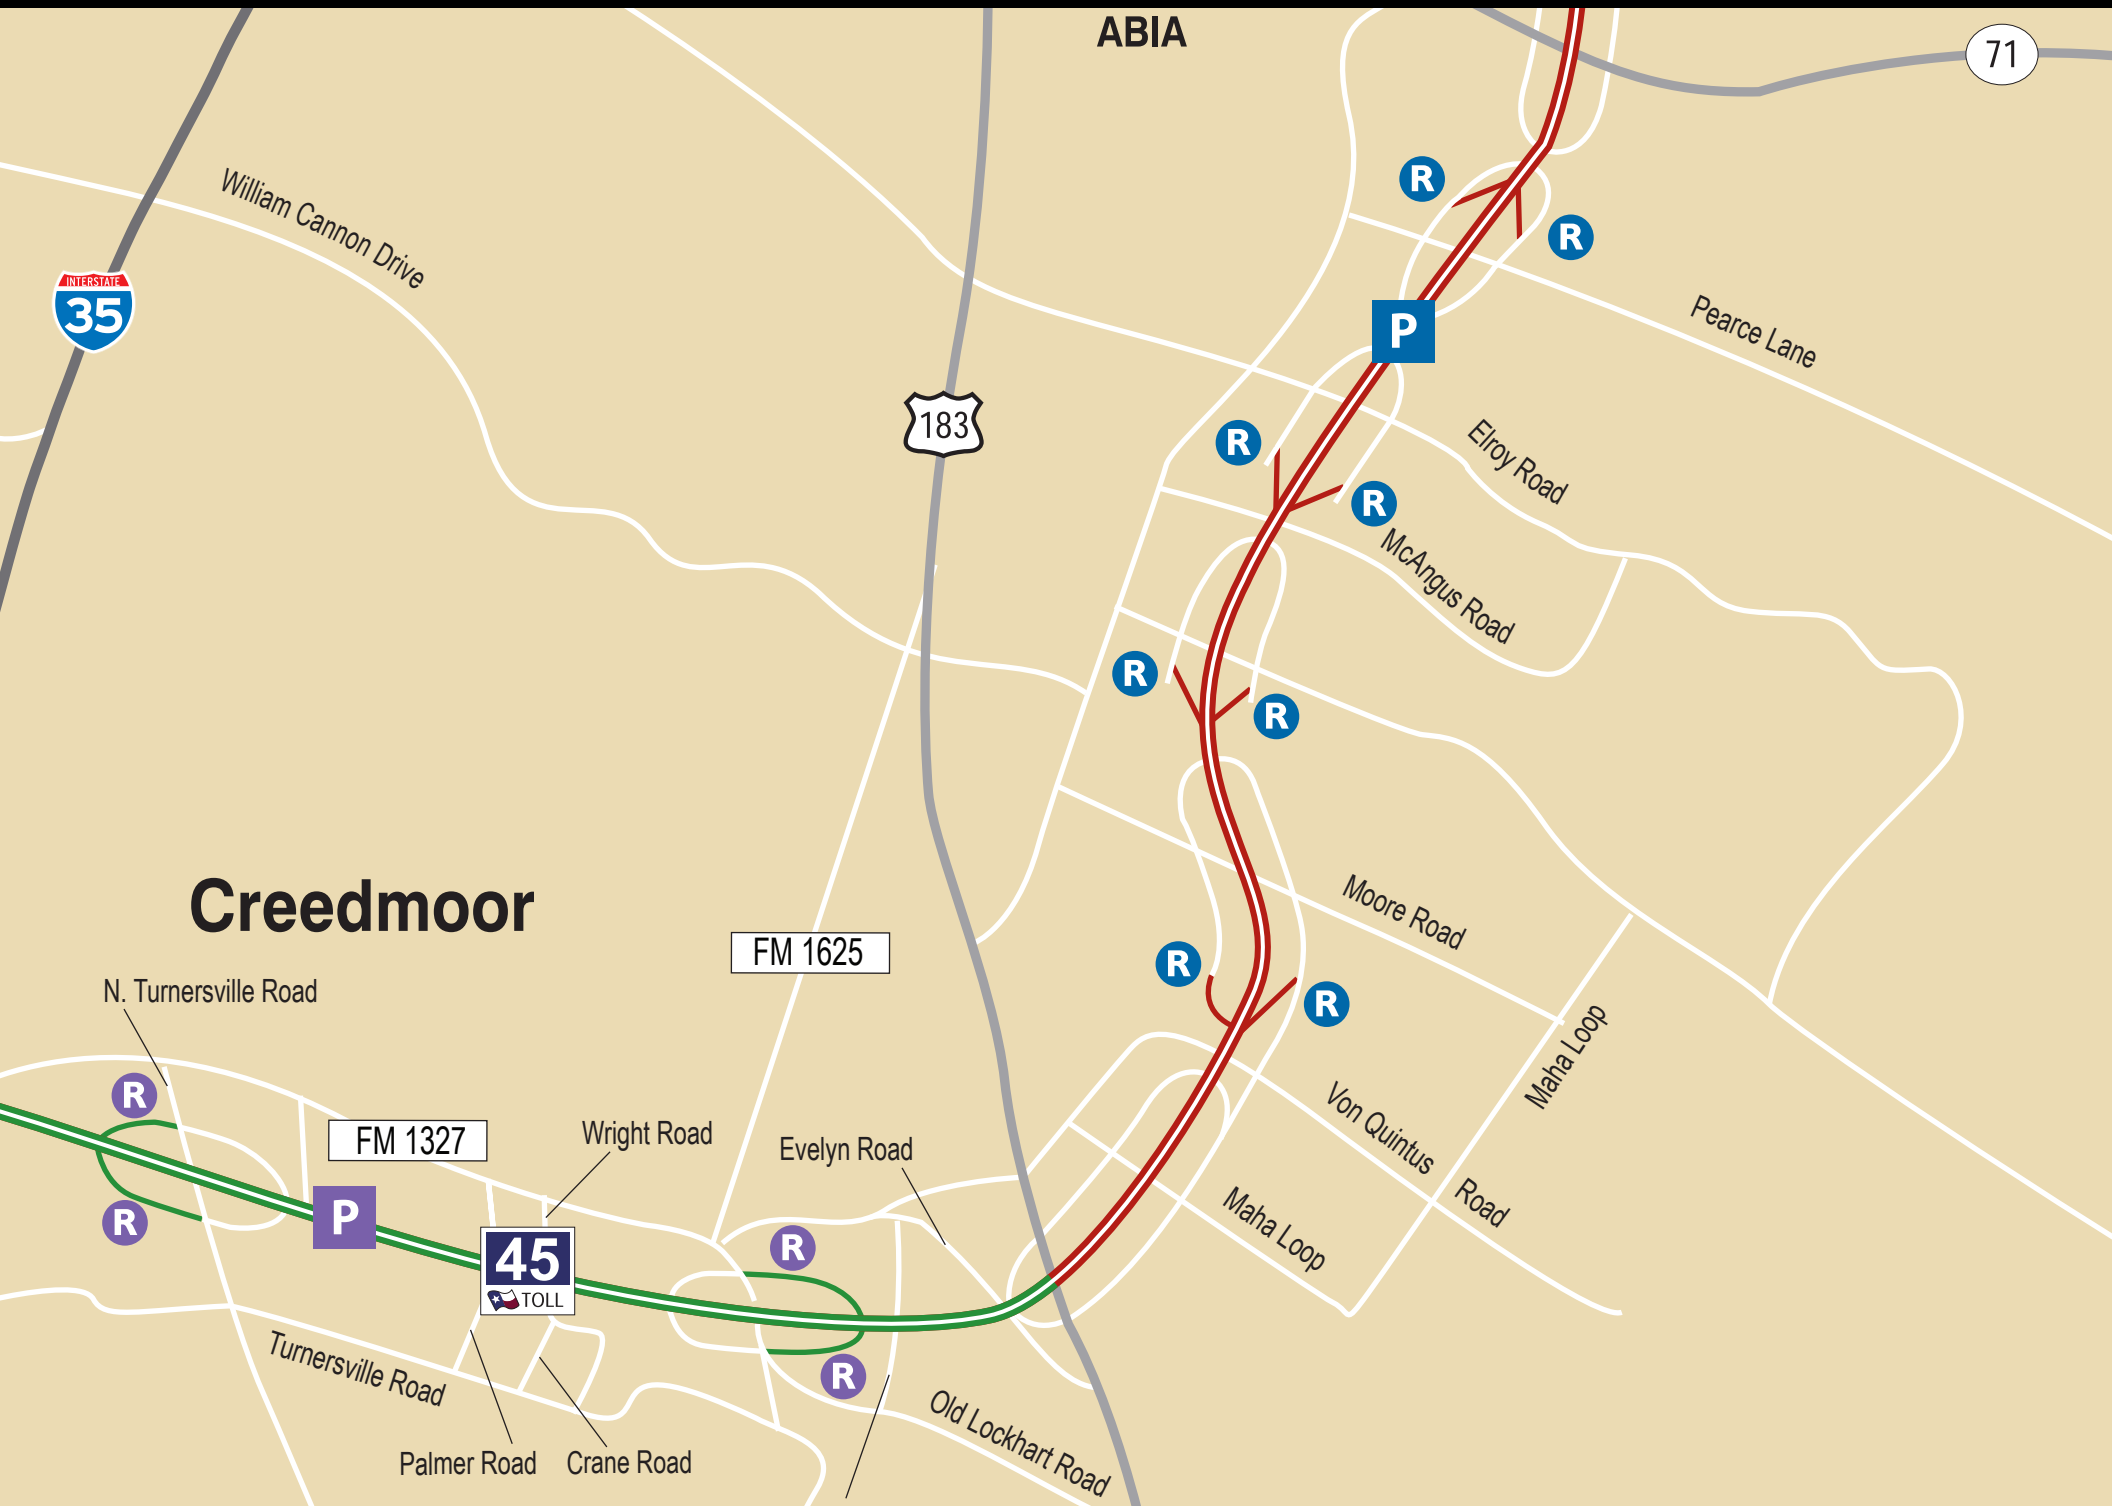 ABIA
71
R
William Cannon Drive
R
INTERSTATE
35
Pearce Lane
P
183
R
Elroy Road
R
McAngus Road
R
R
Creedmoor
Moore Road
FM 1625
R
N. Turnersville Road
R
Maha Loop
R
Von Quintus Road
FM 1327
Wright Road
Evelyn Road
R
P
Maha Loop
45
TOLL
R
Turnersville Road
R
Old Lockhart Road
Palmer Road
Crane Road